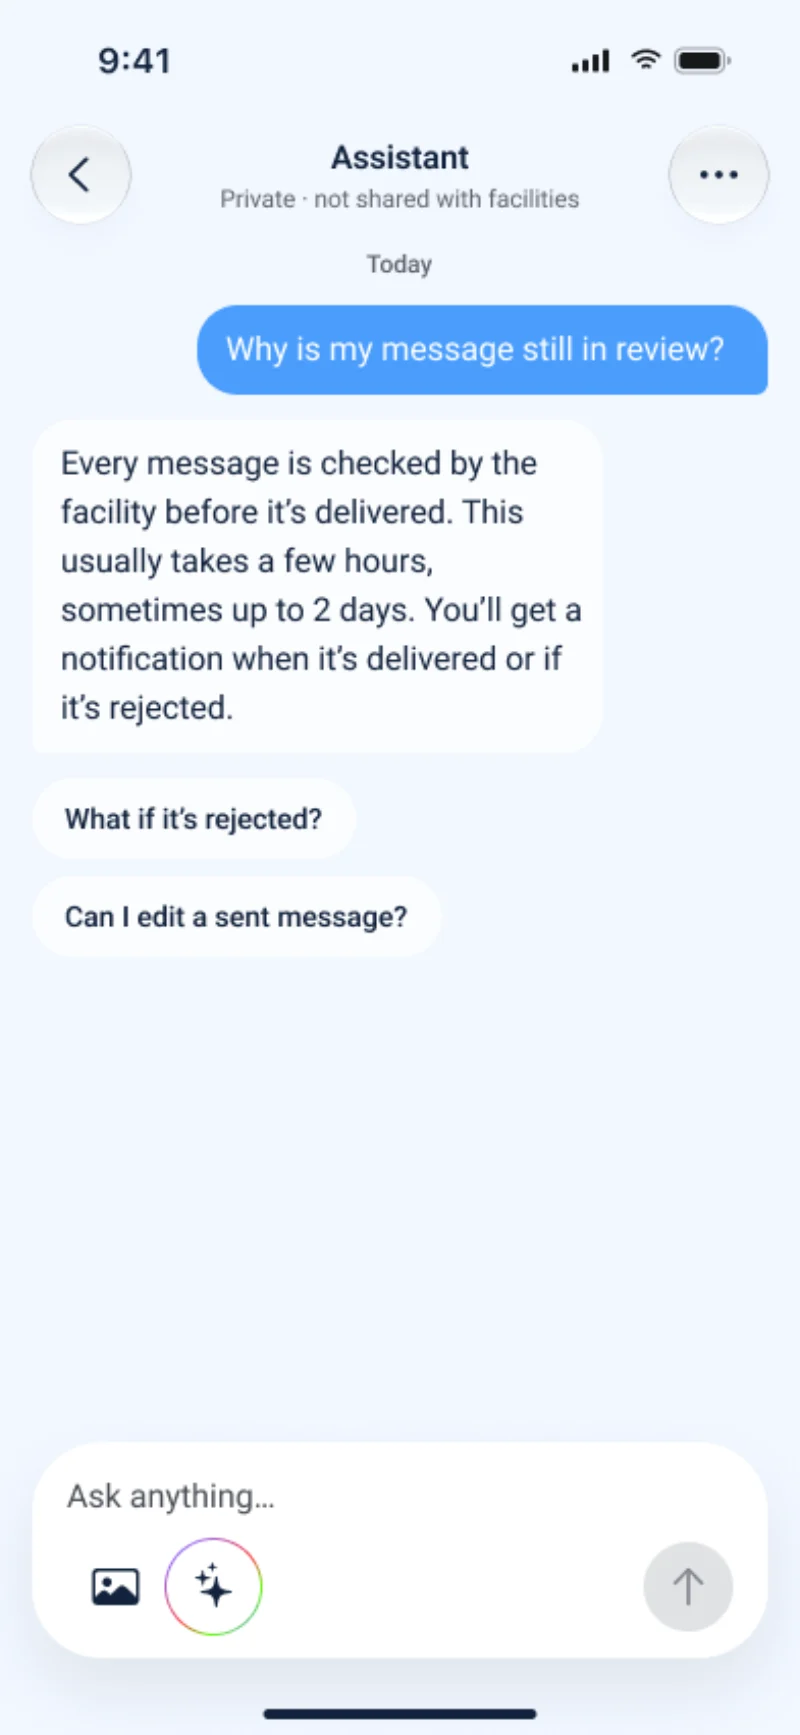 9:41
Assistant
Private · not shared with facilities
Today
Why is my message still in review?
Every message is checked by the
facility before it’s delivered. This
usually takes a few hours,
sometimes up to 2 days. You’ll get a
notification when it’s delivered or if
it’s rejected.
What if it’s rejected?
Can I edit a sent message?
Ask anything...